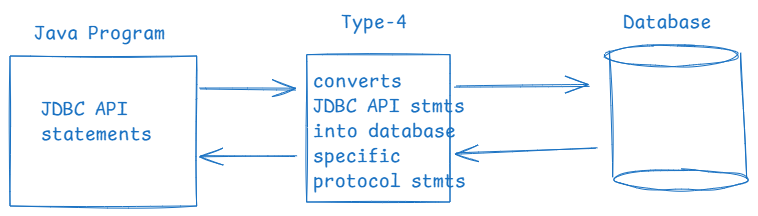 Java Program
Type-4
Database
JDBC API
statements
converts
JDBC API stmts
into database
specific
protocol stmts